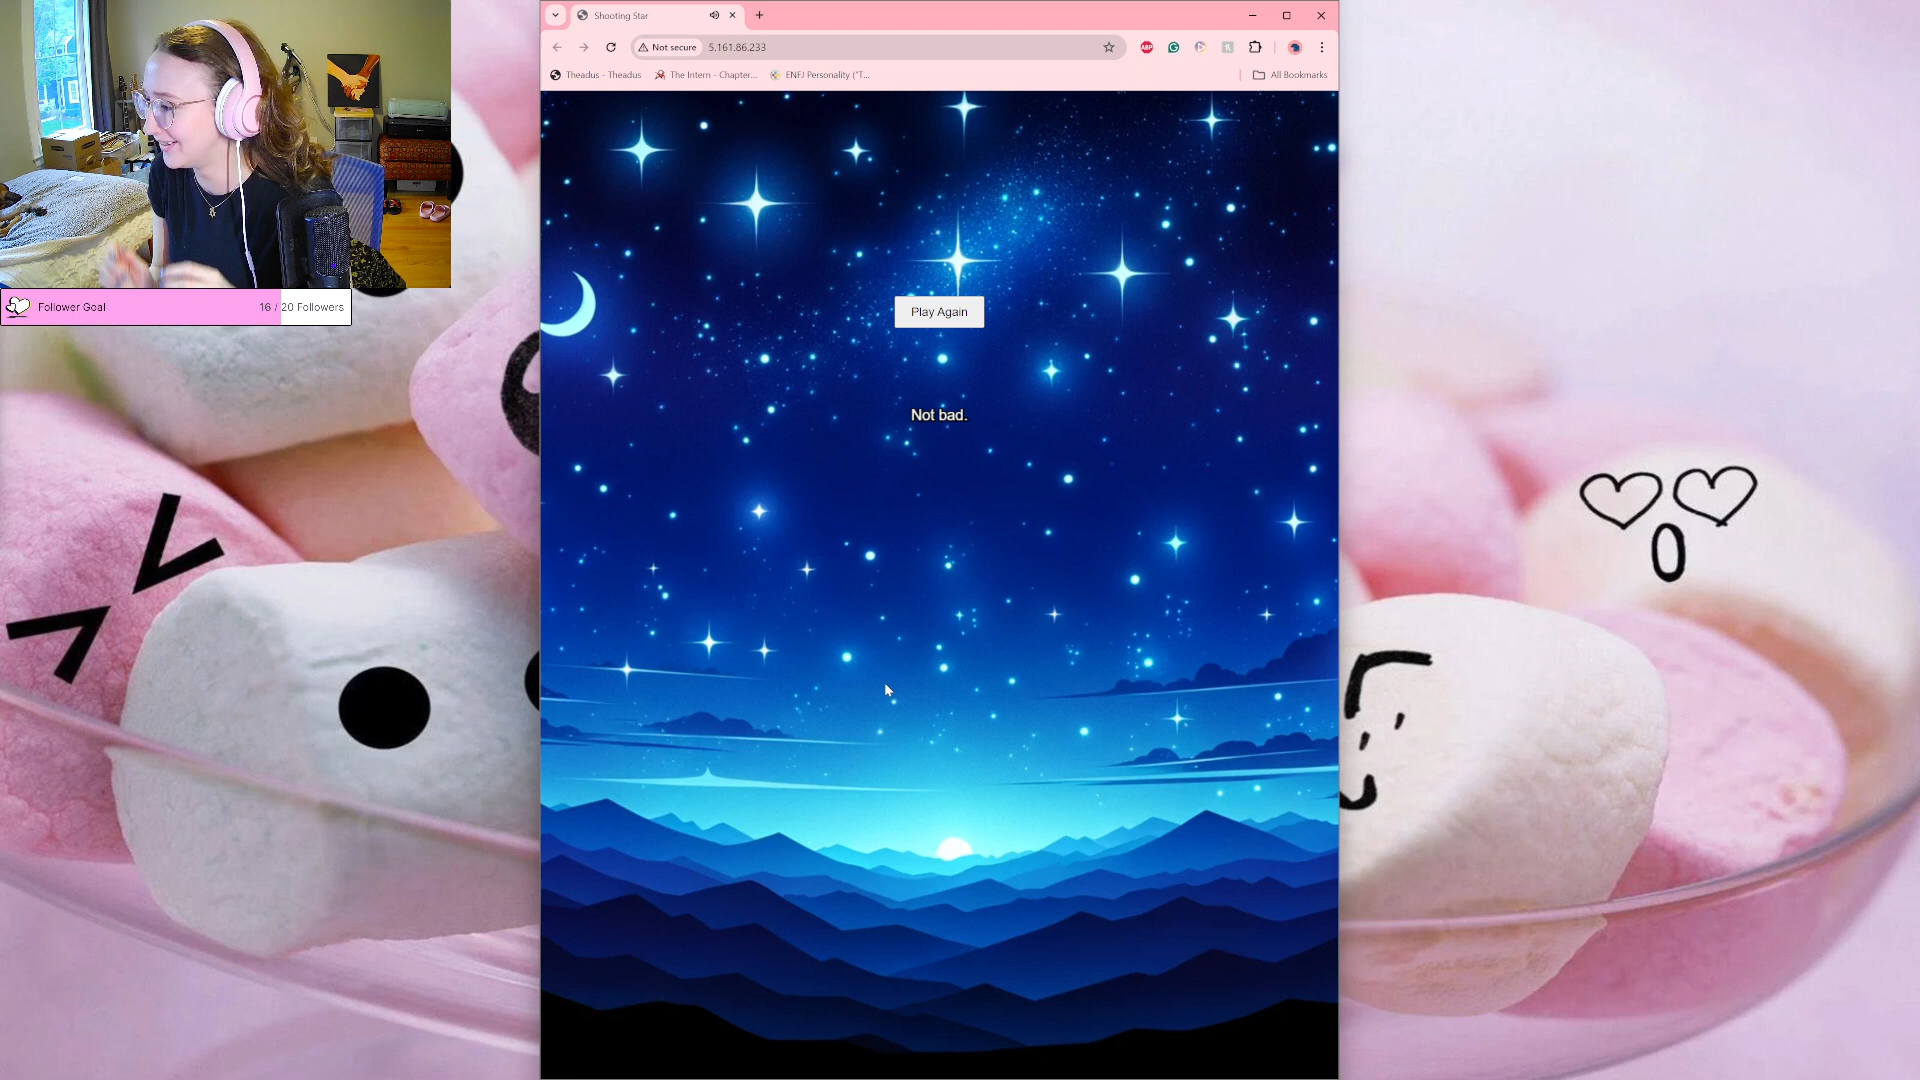 Shooting Star
Not secure
5.161.86.233
ABP
Theadus - Theadus
The Intern - Chapter...
ENFJ Personality ("T...
All Bookmarks
Follower Goal
16 / 20 Followers
Play Again
Not bad.